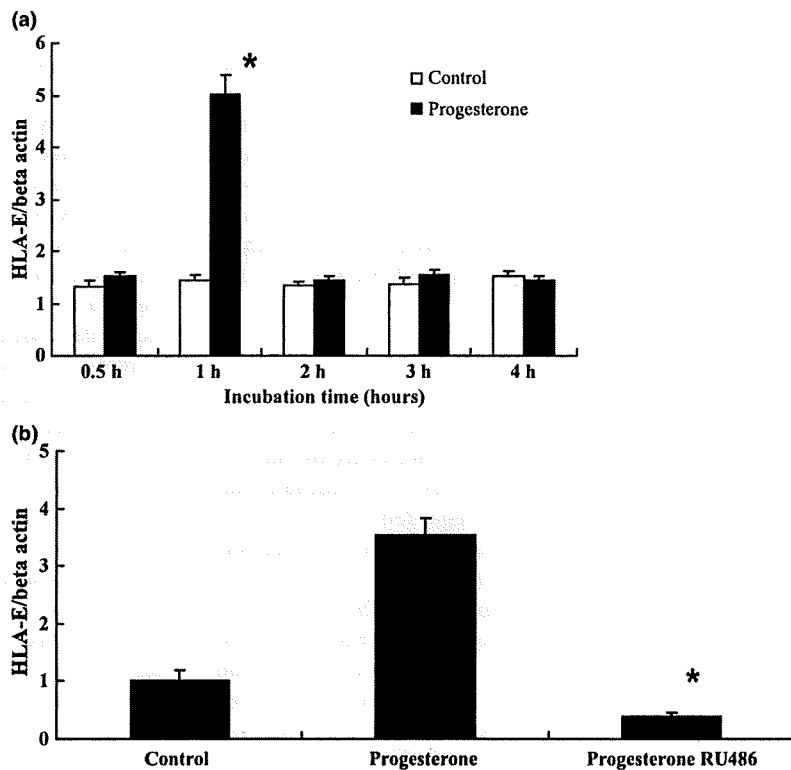 (a)
6
*
Control
5
Progesterone
4
HLA-E/beta actin
3
2
1
0
0.5 h 1 h 2 h 3 h 4 h
Incubation time (hours)
(b)
5
4
HLA-E/beta actin
3
2
1
*
0
Control Progesterone Progesterone RU486